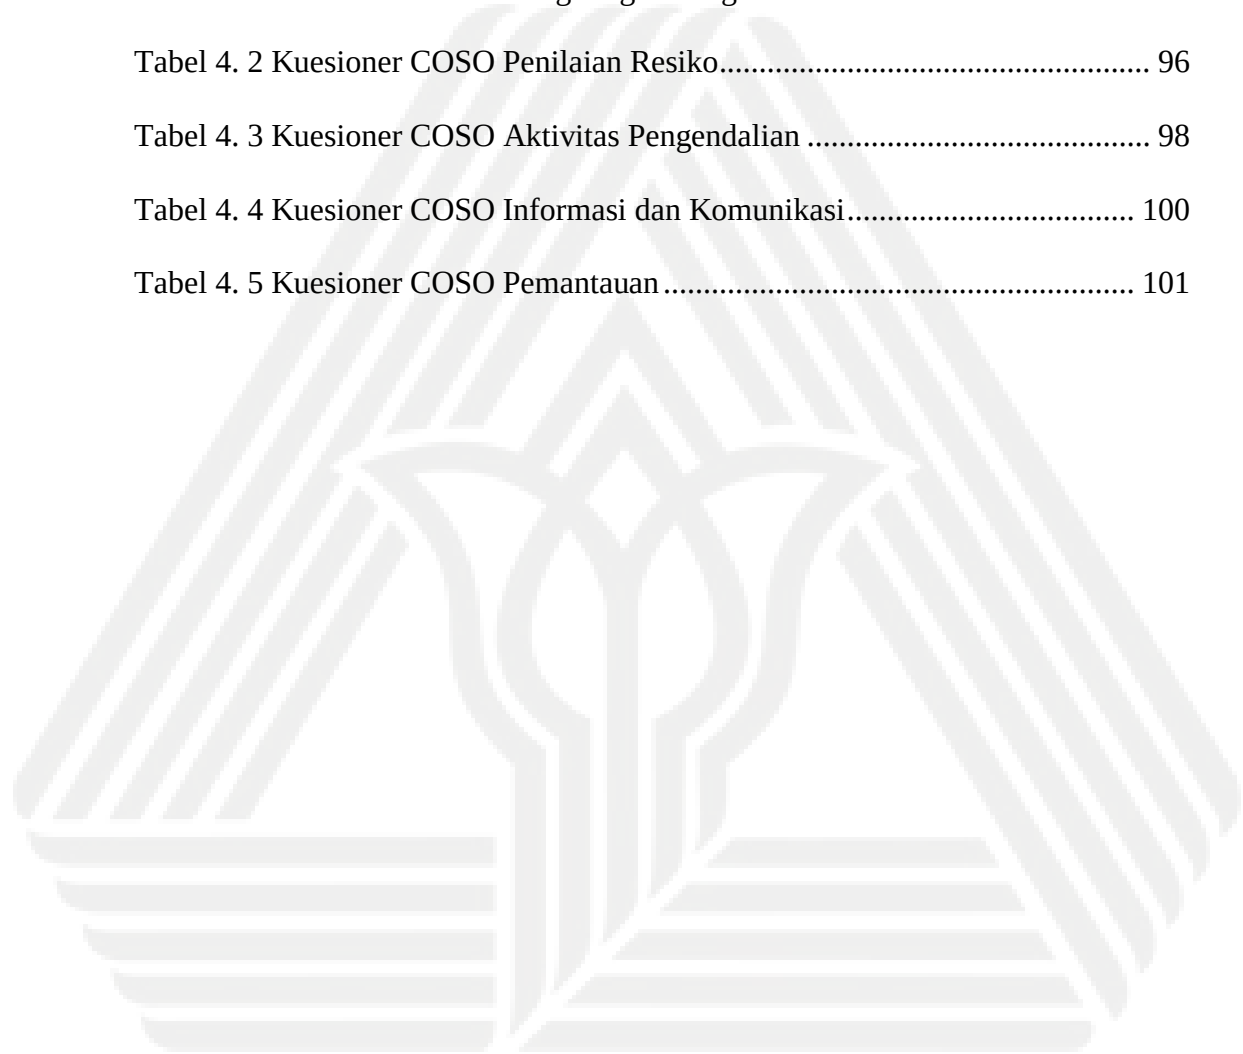 Tabel 4. 2 Kuesioner COSO Penilaian Resiko...................................................... 96
Tabel 4. 3 Kuesioner COSO Aktivitas Pengendalian ........................................... 98
Tabel 4. 4 Kuesioner COSO Informasi dan Komunikasi.................................... 100
Tabel 4. 5 Kuesioner COSO Pemantauan........................................................... 101